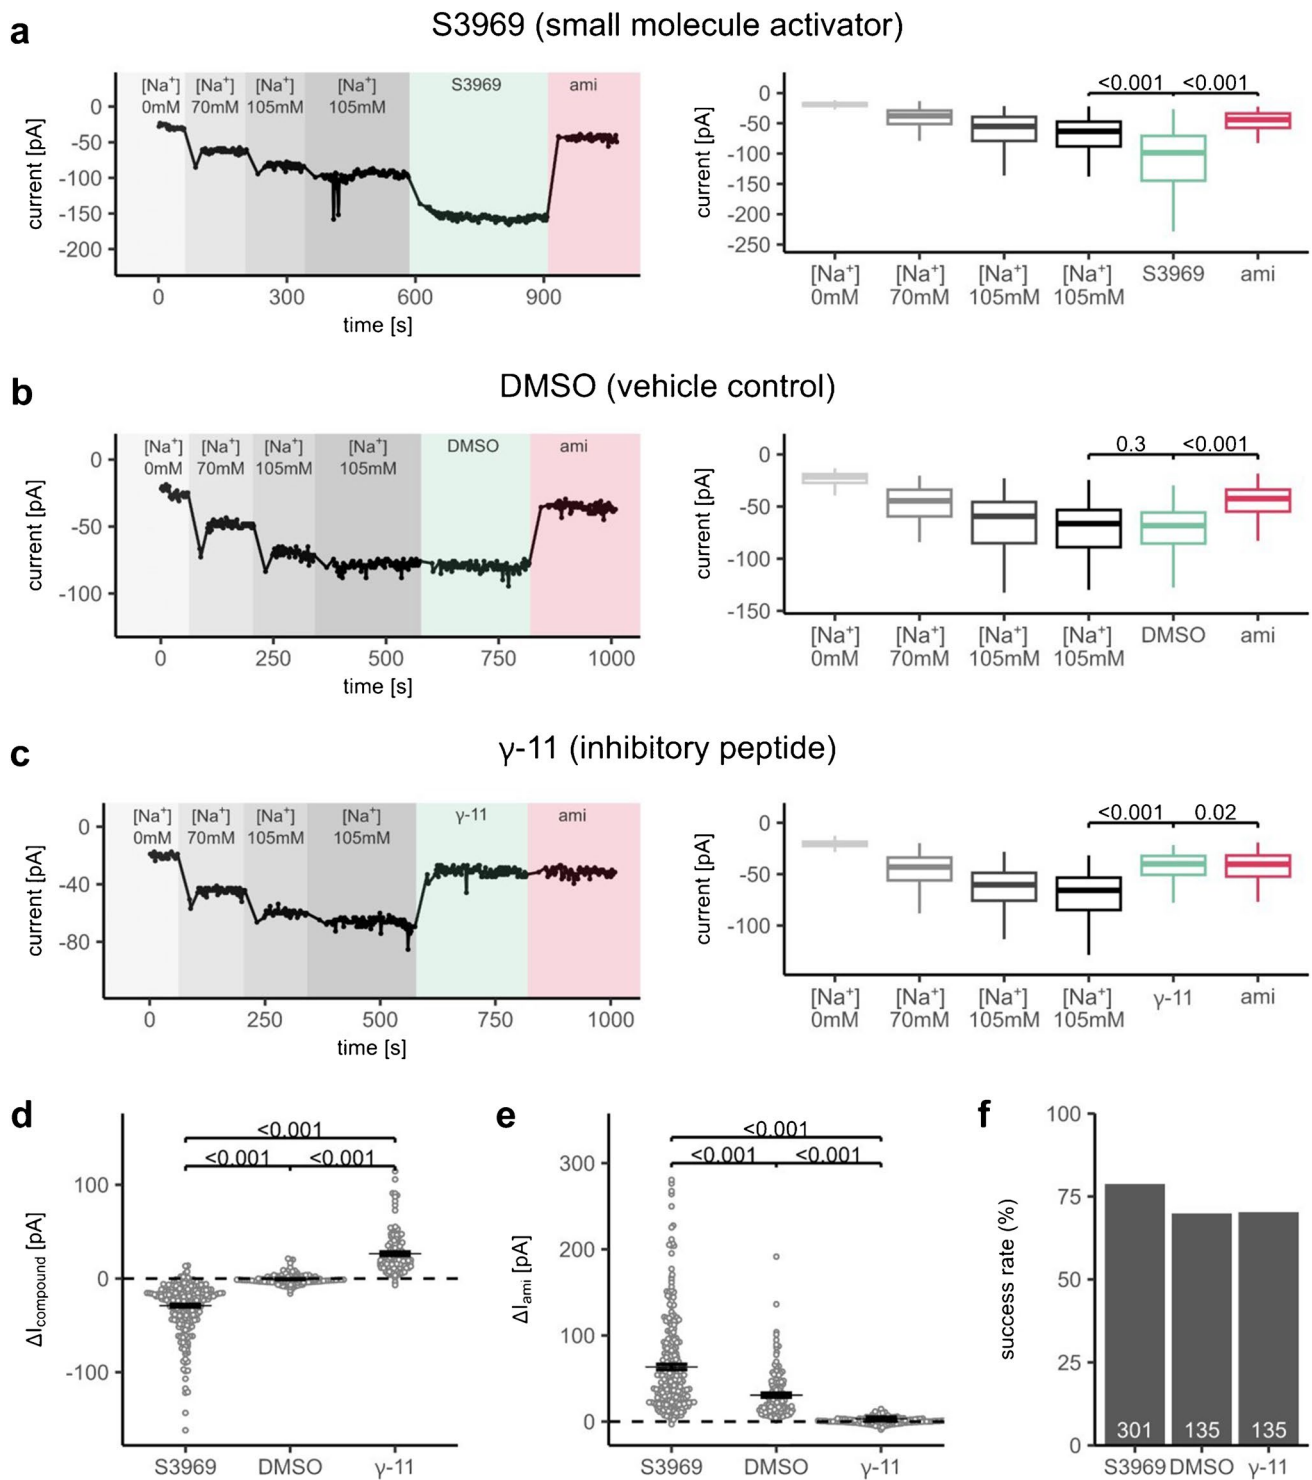 a
S3969 (small molecule activator)
[Na⁺] [Na⁺] [Na⁺] [Na⁺] S3969 ami
0mM 70mM 105mM 105mM
0
-50
-100
-150
-200
current [pA]
0 300 600 900
time [s]
<0.001 <0.001
0
-50
-100
-150
-200
-250
current [pA]
[Na⁺] [Na⁺] [Na⁺] [Na⁺] S3969 ami
0mM 70mM 105mM 105mM
b
DMSO (vehicle control)
[Na⁺] [Na⁺] [Na⁺] [Na⁺] DMSO ami
0mM 70mM 105mM 105mM
0
-50
-100
current [pA]
0 250 500 750 1000
time [s]
0.3 <0.001
0
-50
-100
-150
current [pA]
[Na⁺] [Na⁺] [Na⁺] [Na⁺] DMSO ami
0mM 70mM 105mM 105mM
c
γ-11 (inhibitory peptide)
[Na⁺] [Na⁺] [Na⁺] [Na⁺] γ-11 ami
0mM 70mM 105mM 105mM
0
-40
-80
current [pA]
0 250 500 750 1000
time [s]
<0.001 0.02
0
-50
-100
current [pA]
[Na⁺] [Na⁺] [Na⁺] [Na⁺] γ-11 ami
0mM 70mM 105mM 105mM
d
<0.001
<0.001 <0.001
100
0
-100
ΔIcompound [pA]
S3969 DMSO γ-11
e
<0.001
<0.001 <0.001
300
200
100
0
ΔIami [pA]
S3969 DMSO γ-11
f
100
75
50
25
0
success rate (%)
301 135 135
S3969 DMSO γ-11